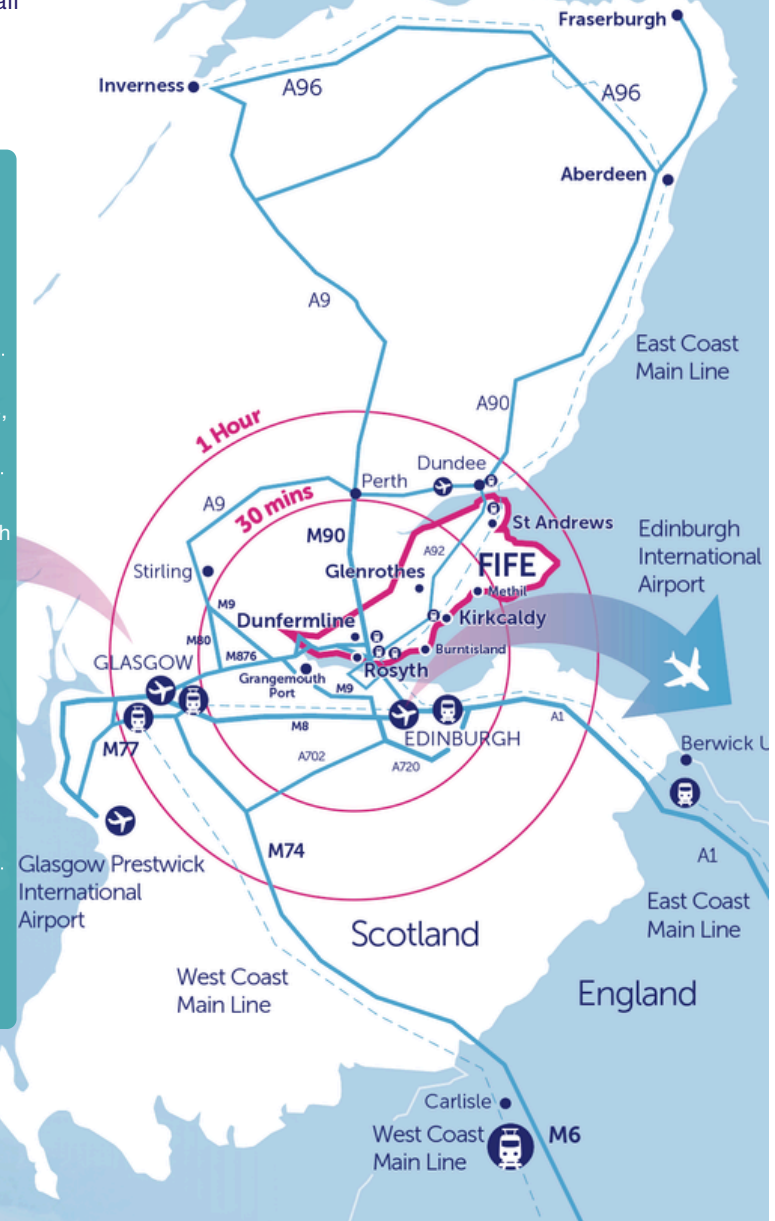 Fraserburgh
Inverness
A96
A96
Aberdeen
A9
East Coast
Main Line
A90
1 Hour
Dundee
Perth
A9
30 mins
M90
St Andrews
Edinburgh
International
Airport
A92
FIFE
Stirling
Glenrothes
Methil
M9
Dunfermline
Kirkcaldy
M80
M876
Burntisland
GLASGOW
Rosyth
Grangemouth
Port
M9
M8
A1
EDINBURGH
M77
A702
A720
Berwick U
M74
A1
Glasgow Prestwick
International
Airport
East Coast
Main Line
Scotland
West Coast
Main Line
England
Carlisle
West Coast
Main Line
M6